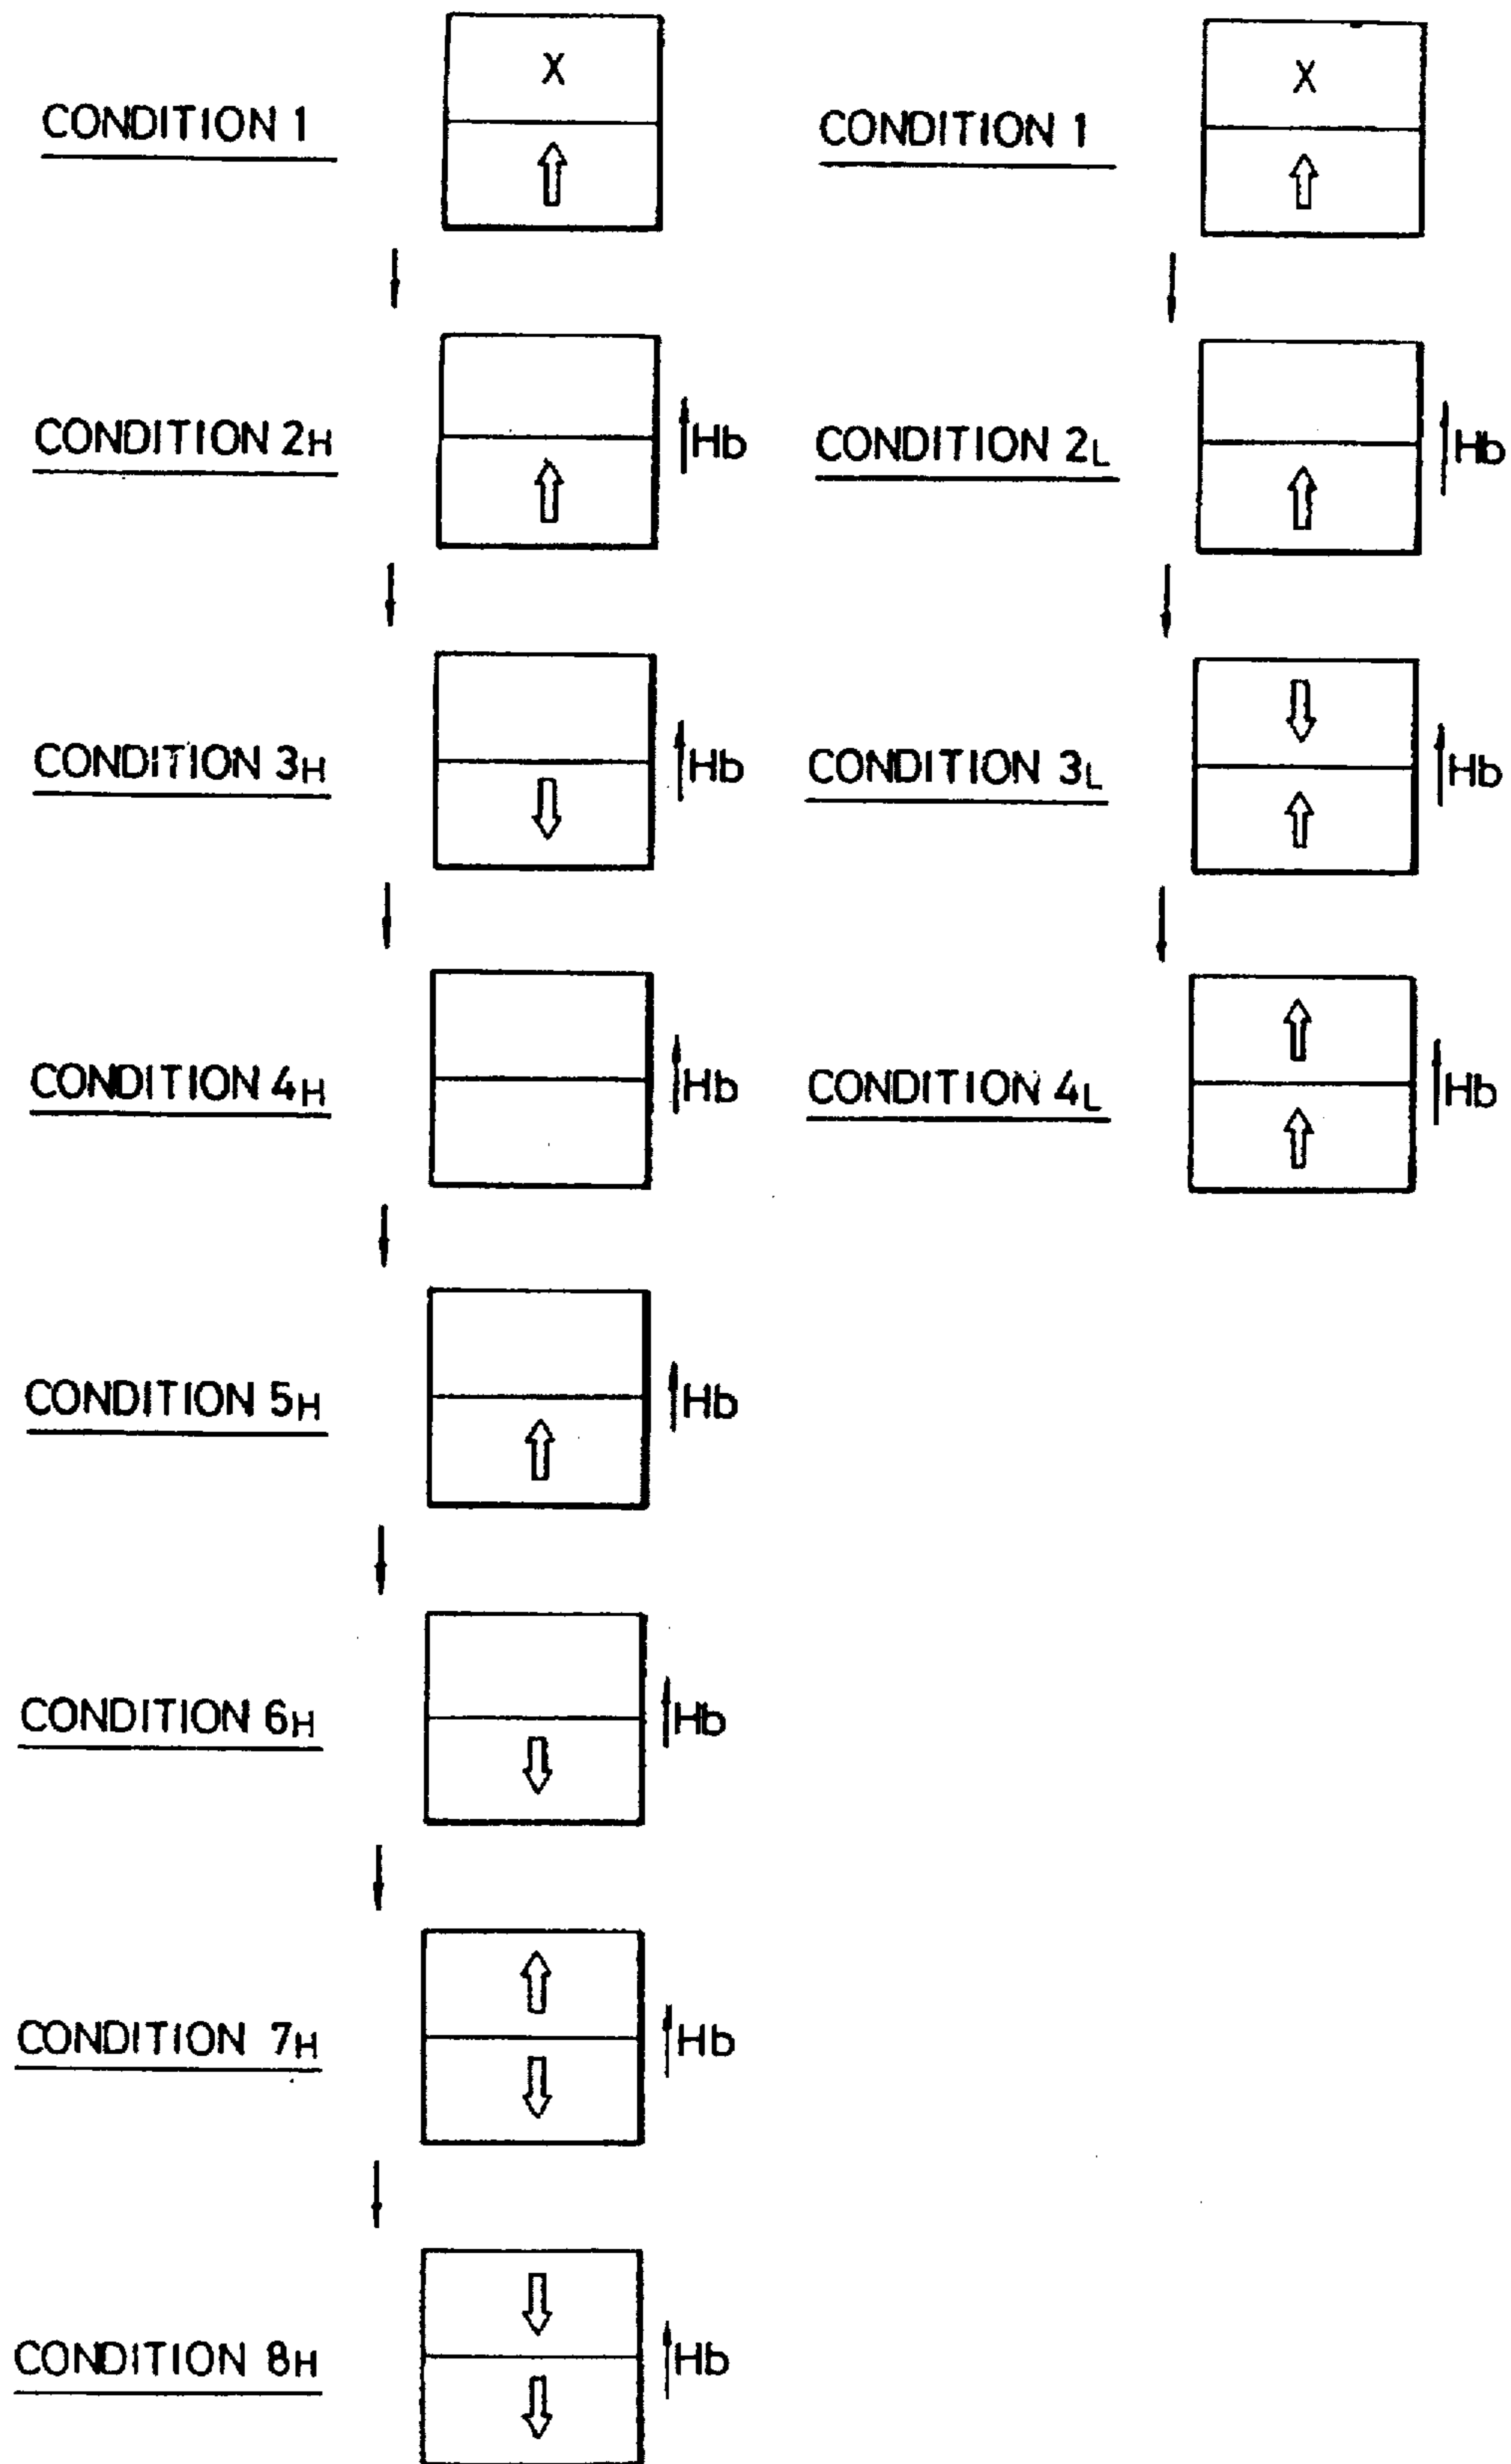 CONDITION 1
X
CONDITION 2H
Hb
CONDITION 3H
Hb
CONDITION 4H
Hb
CONDITION 5H
Hb
CONDITION 6H
Hb
CONDITION 7H
Hb
CONDITION 8H
Hb
CONDITION 1
X
CONDITION 2L
Hb
CONDITION 3L
Hb
CONDITION 4L
Hb